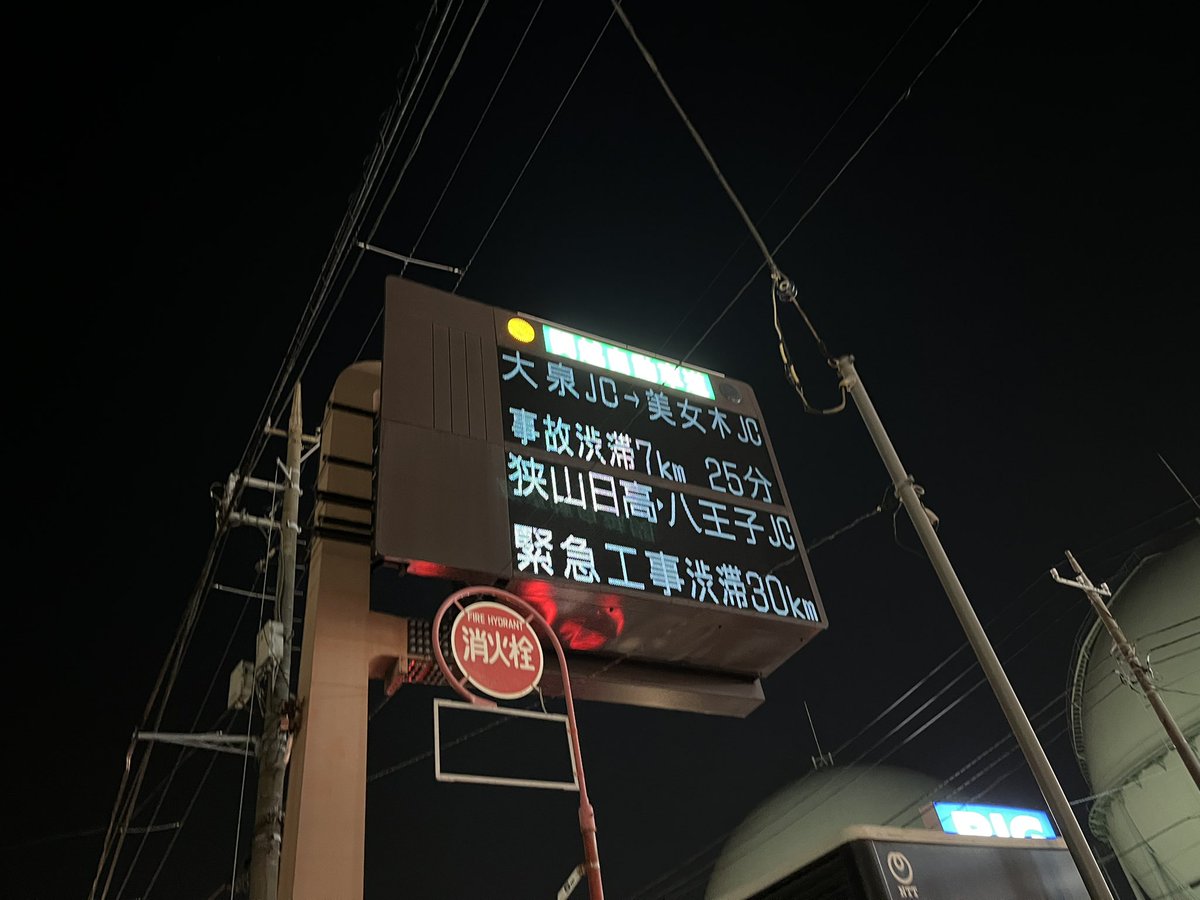 大泉JC→美女木JC
事故渋滞7km 25分
狭山日高・八王子JC
緊急工事渋滞30km
FIRE HYDRANT
消火栓
NTT